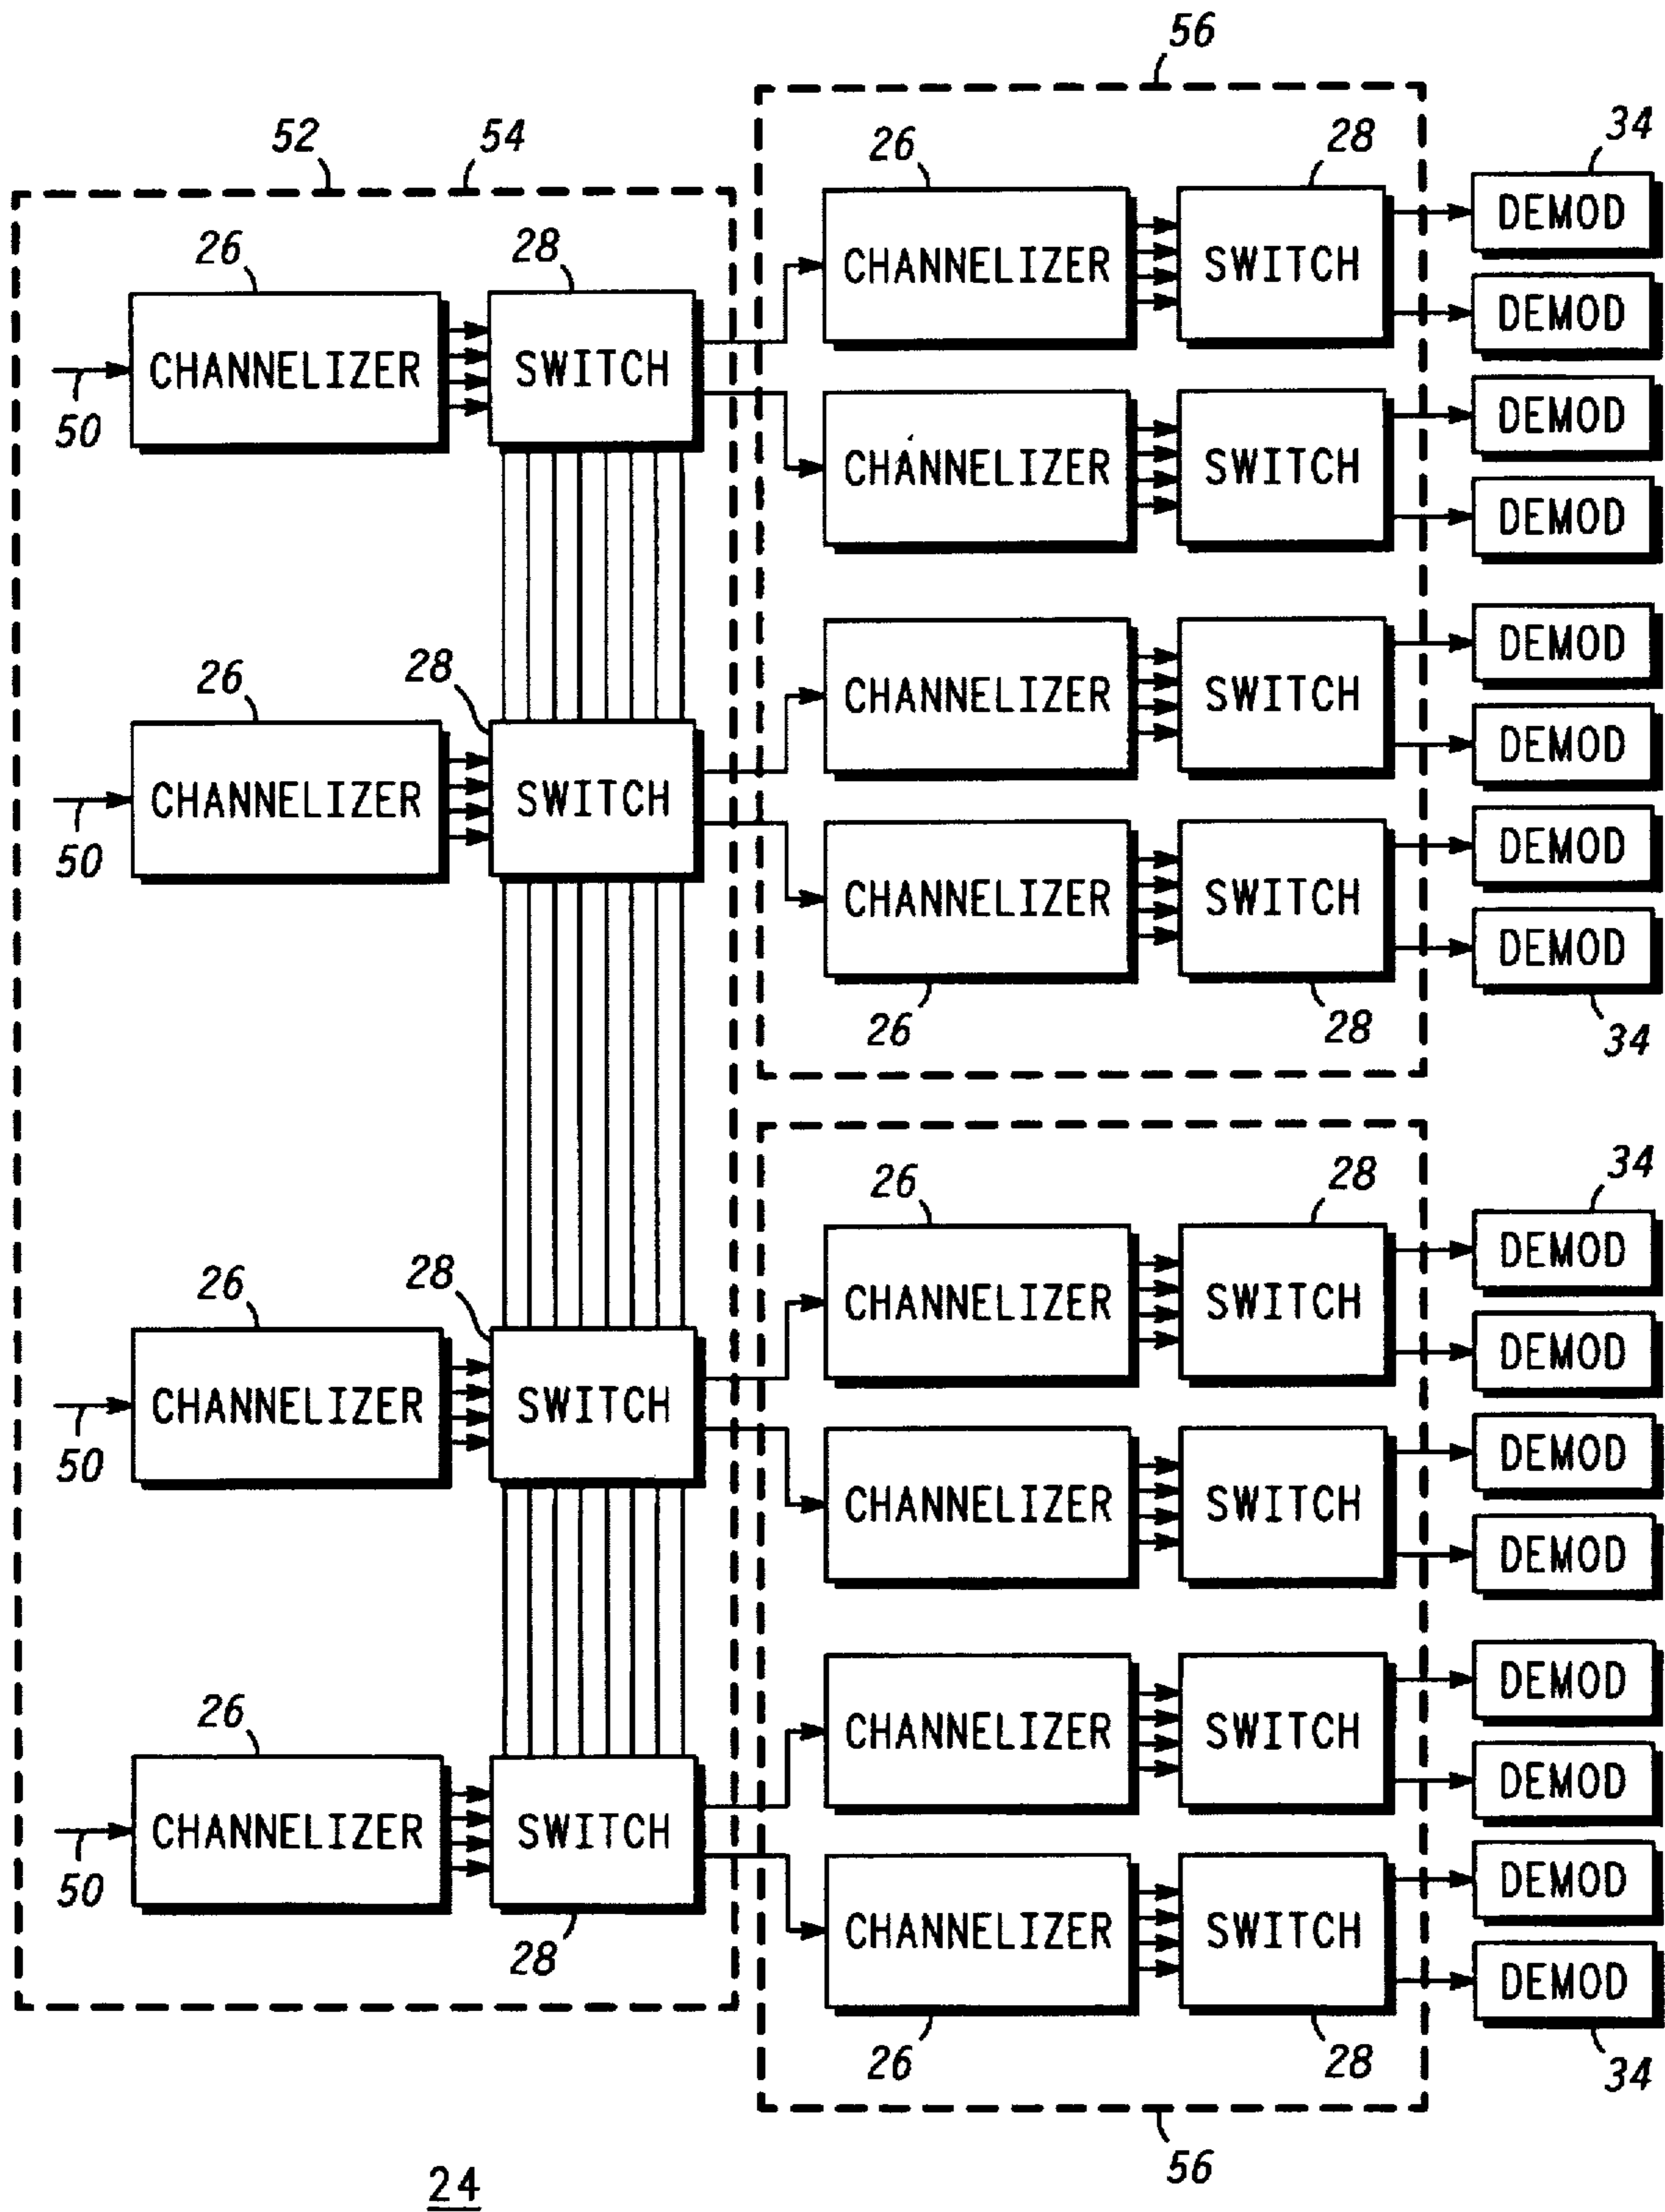 56
52 54
26 28 34
CHANNELIZER SWITCH DEMOD
26 28
DEMOD
CHANNELIZER SWITCH
50
CHANNELIZER SWITCH DEMOD
DEMOD
26 28
CHANNELIZER SWITCH DEMOD
DEMOD
CHANNELIZER SWITCH
50
CHANNELIZER SWITCH DEMOD
DEMOD
26 28 34
26 28 34
CHANNELIZER SWITCH DEMOD
26 28
DEMOD
CHANNELIZER SWITCH
50
CHANNELIZER SWITCH DEMOD
DEMOD
26
CHANNELIZER SWITCH DEMOD
DEMOD
CHANNELIZER SWITCH
50
CHANNELIZER SWITCH DEMOD
28
DEMOD
26 28 34
56
24